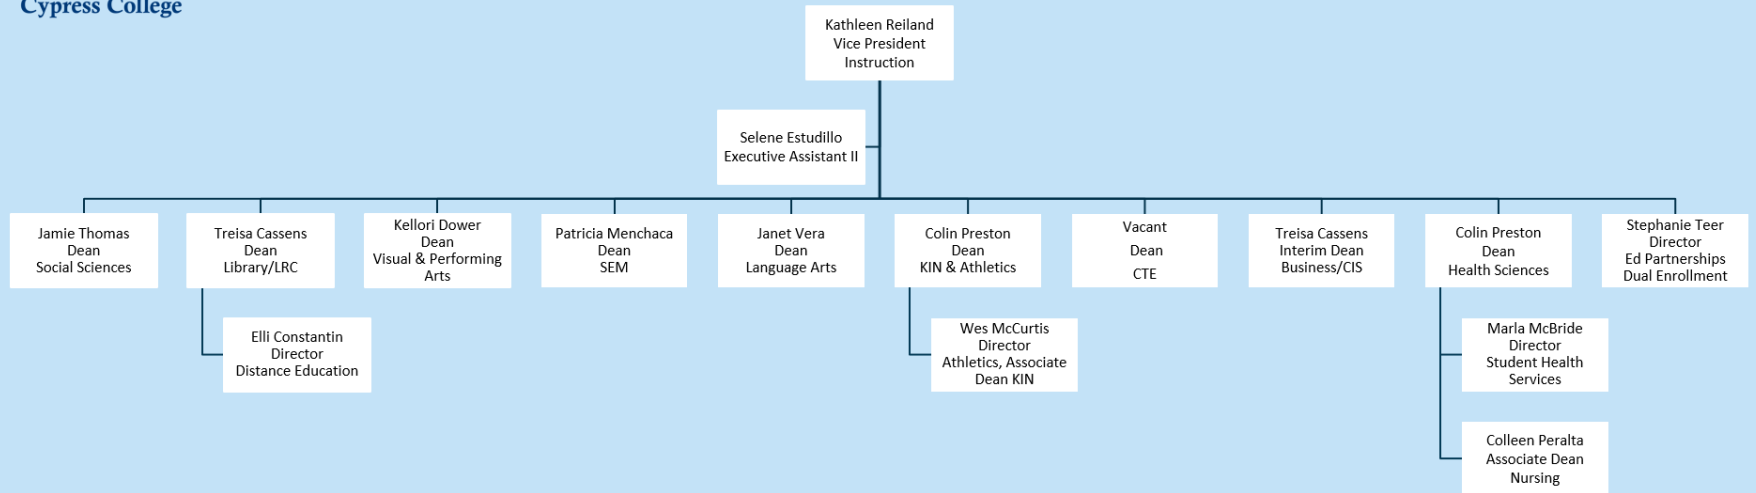 Cypress College
Kathleen Reiland
Vice President
Instruction
Selene Estudillo
Executive Assistant II
Jamie Thomas
Dean
Social Sciences
Treisa Cassens
Dean
Library/LRC
Kellori Dower
Dean
Visual & Performing
Arts
Patricia Menchaca
Dean
SEM
Janet Vera
Dean
Language Arts
Colin Preston
Dean
KIN & Athletics
Vacant
Dean
CTE
Treisa Cassens
Interim Dean
Business/CIS
Colin Preston
Dean
Health Sciences
Stephanie Teer
Director
Ed Partnerships
Dual Enrollment
Elli Constantin
Director
Distance Education
Wes McCurtis
Director
Athletics, Associate
Dean KIN
Marla McBride
Director
Student Health
Services
Colleen Peralta
Associate Dean
Nursing